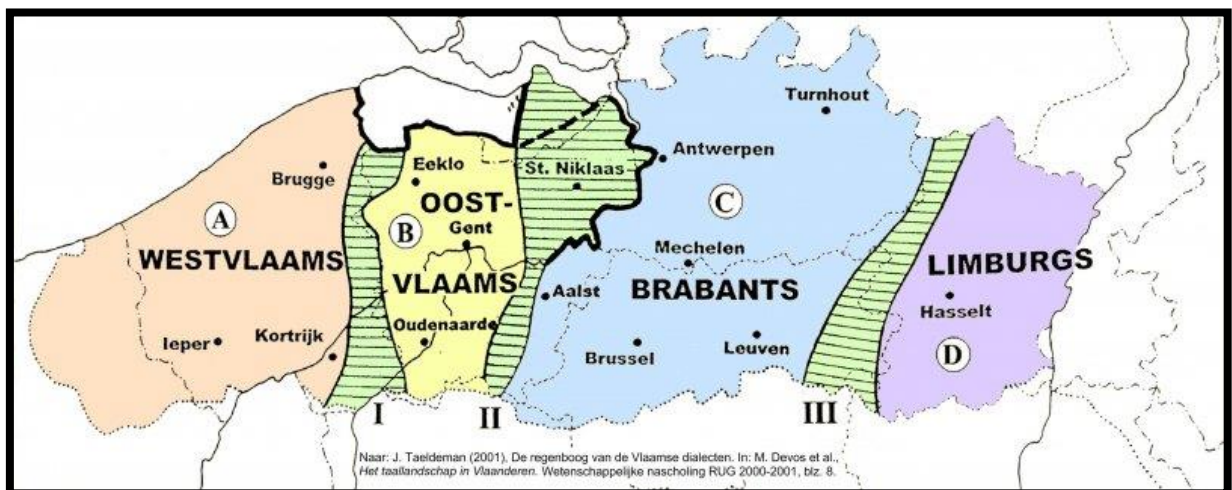 Turnhout
Antwerpen
Eeklo
St. Niklaas
Brugge
OOST-
A
B
C
Gent
Mechelen
WESTVLAAMS
VLAAMS
BRABANTS
LIMBURGS
Aalst
Hasselt
Oudenaarde
Ieper
Kortrijk
Brussel
Leuven
D
I
II
III
Naar: J. Taeldeman (2001), De regenboog van de Vlaamse dialecten. In: M. Devos et al.,
Het taallandschap in Vlaanderen. Wetenschappelijke nascholing RUG 2000-2001, blz. 8.